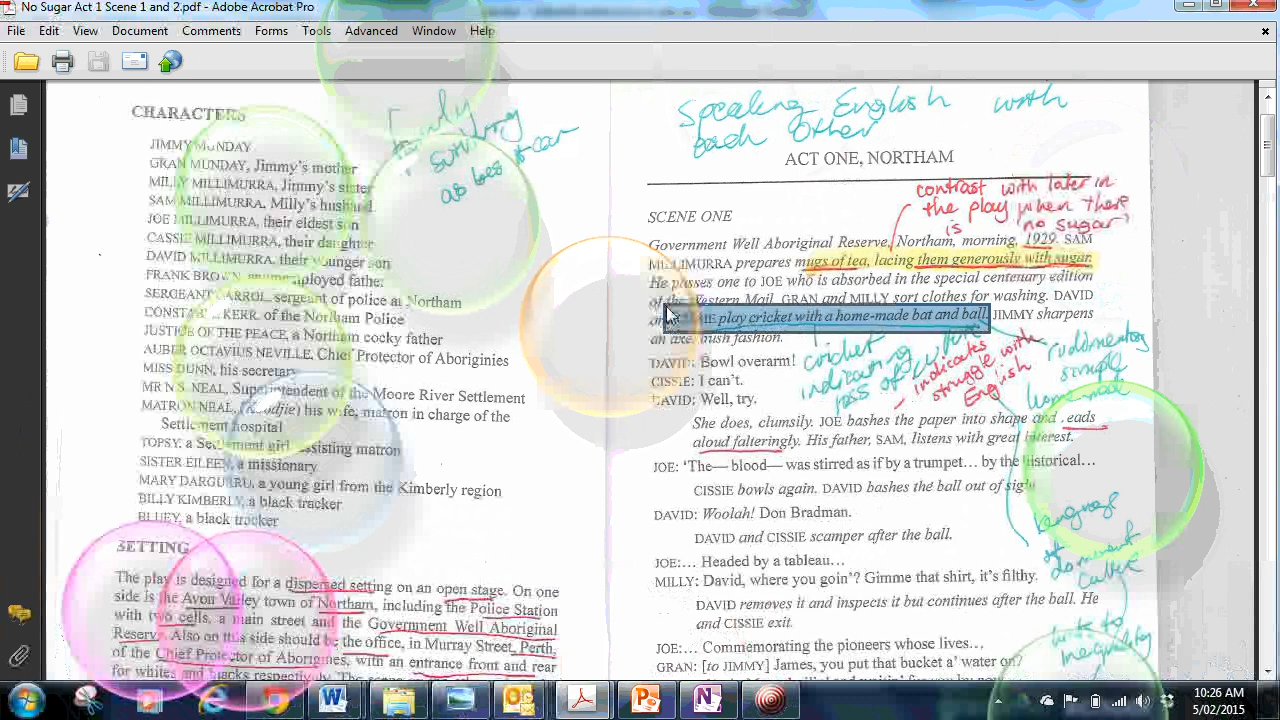 No Sugar Act 1 Scene 1 and 2.pdf - Adobe Acrobat Pro
File Edit View Document Comments Forms Tools Advanced Window Help
CHARACTERS
JIMMY MUNDAY
GRAN MUNDAY, Jimmy's mother
MILLY MILLIMURRA, Jimmy's sister
SAM MILLIMURRA, Milly's husband.
JOE MILLIMURRA, their eldest son
CASSIE MILLIMURRA, their daughter
DAVID MILLIMURRA, their younger son
FRANK BROWN, unemployed father
SERGEANT CARROL, sergeant of police at Northam
CONSTABLE KERR, of the Northam Police
JUSTICE OF THE PEACE, a Northam cocky farmer
AUBER OCTAVIUS NEVILLE, Chief Protector of Aboriginies
MISS DUNN, his secretary
MR N.S. NEAL, Superintendent of the Moore River Settlement
MATRON NEAL, his wife, matron in charge of the
Settlement hospital
TOPSY, a Settlement girl assisting matron
SISTER EILEEN, a missionary
MARY DARGURRU, a young girl from the Kimberly region
BILLY KIMBERLY, a black tracker
BLUEY, a black tracker
SETTING
The play is designed for a dispersed setting on an open stage. On one
side is the Avon Valley town of Northam, including the Police Station
with two cells, a main street and the Government Well Aboriginal
Reserve. Also on this side should be the office, in Murray Street, Perth,
of the Chief Protector of Aborigines, with an entrance front and rear
for whites and blacks respectively. The
Family
Speaking English with
each other
ACT ONE, NORTHAM
contrast with later in
the play when there
is no sugar'
SCENE ONE
Government Well Aboriginal Reserve, Northam, morning, 1929. SAM
MILLIMURRA prepares mugs of tea, lacing them generously with sugar.
He passes one to JOE who is absorbed in the special centenary edition
of the Western Mail. GRAN and MILLY sort clothes for washing. DAVID
and CISSIE play cricket with a home-made bat and ball. JIMMY sharpens
an axe, bush fashion.
DAVID: Bowl overarm!
CISSIE: I can't.
DAVID: Well, try.
cricket
indicating
loss of culture
- indicates
struggle with
English
rudimentary
simple
home-made
She does, clumsily. JOE bashes the paper into shape and reads
aloud falteringly. His father, SAM, listens with great interest.
JOE: 'The— blood— was stirred as if by a trumpet… by the historical…
CISSIE bowls again. DAVID bashes the ball out of sight.
DAVID: Woolah! Don Bradman.
DAVID and CISSIE scamper after the ball.
JOE:… Headed by a tableau…
MILLY: David, where you goin'? Gimme that shirt, it's filthy.
DAVID removes it and inspects it but continues after the ball. He
and CISSIE exit.
JOE:… Commemorating the pioneers whose lives…
GRAN: [to JIMMY] James, you put that bucket a' water on?
language
of dominant
culture
links to
inequality
10:26 AM
5/02/2015